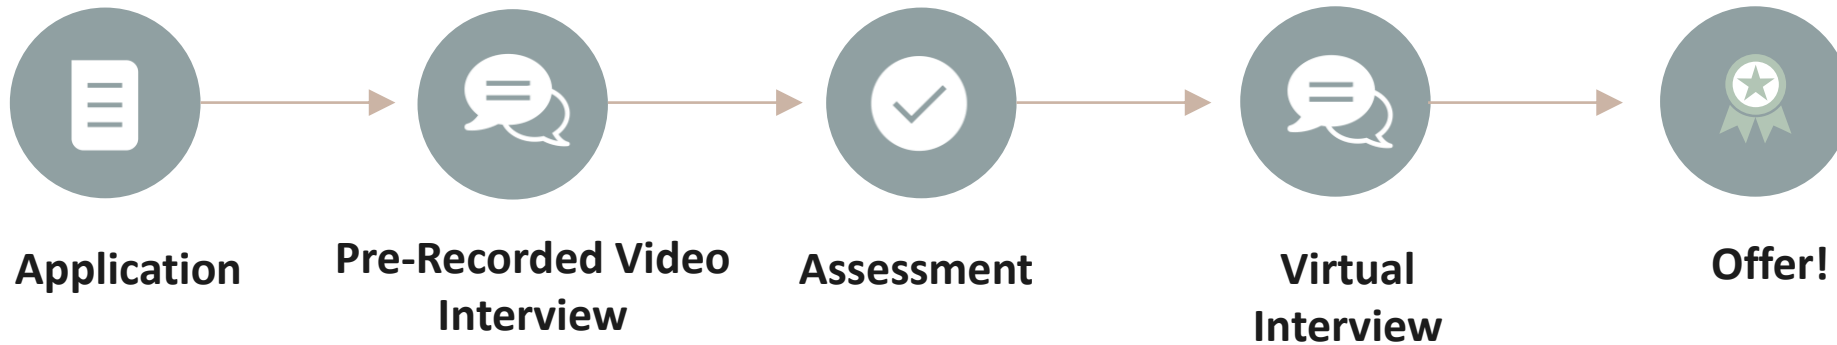 Application
Pre-Recorded Video
Interview
Assessment
Virtual
Interview
Offer!